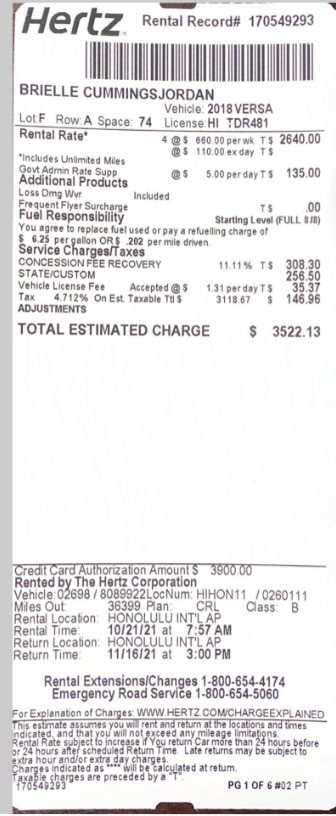 Hertz Rental Record# 170549293
BRIELLE CUMMINGSJORDAN
Vehicle: 2018 VERSA
Lot:F Row:A Space: 74 License:HI TDR481
Rental Rate* 4 @ $ 660.00 per wk T $ 2640.00
@ $ 110.00 ex day T $
*Includes Unlimited Miles
Govt Admin Rate Supp @ $ 5.00 per day T $ 135.00
Additional Products
Loss Dmg Wvr Included
Frequent Flyer Surcharge T $ .00
Fuel Responsibility Starting Level (FULL 8/8)
You agree to replace fuel used or pay a refuelling charge of
$ 6.25 per gallon OR $ .202 per mile driven.
Service Charges/Taxes
CONCESSION FEE RECOVERY 11.11% T $ 308.30
STATE/CUSTOM 256.50
Vehicle License Fee Accepted @ $ 1.31 per day T $ 35.37
Tax 4.712% On Est. Taxable Ttl $ 3118.67 $ 146.96
ADJUSTMENTS
TOTAL ESTIMATED CHARGE $ 3522.13
Credit Card Authorization Amount $ 3900.00
Rented by The Hertz Corporation
Vehicle: 02698 / 8089922 LocNum: HIHON11 / 0260111
Miles Out: 36399 Plan: CRL Class: B
Rental Location: HONOLULU INT'L AP
Rental Time: 10/21/21 at 7:57 AM
Return Location: HONOLULU INT'L AP
Return Time: 11/16/21 at 3:00 PM
Rental Extensions/Changes 1-800-654-4174
Emergency Road Service 1-800-654-5060
For Explanation of Charges: WWW.HERTZ.COM/CHARGEEXPLAINED
This estimate assumes you will rent and return at the locations and times
indicated, and that you will not exceed any mileage limitations.
Rental Rate subject to increase if You return Car more than 24 hours before
or 24 hours after scheduled Return Time. Late returns may be subject to
extra hour and/or extra day charges.
Charges indicated as "****" will be calculated at return.
Taxable charges are preceded by a "T".
170549293 PG 1 OF 6 #02 PT